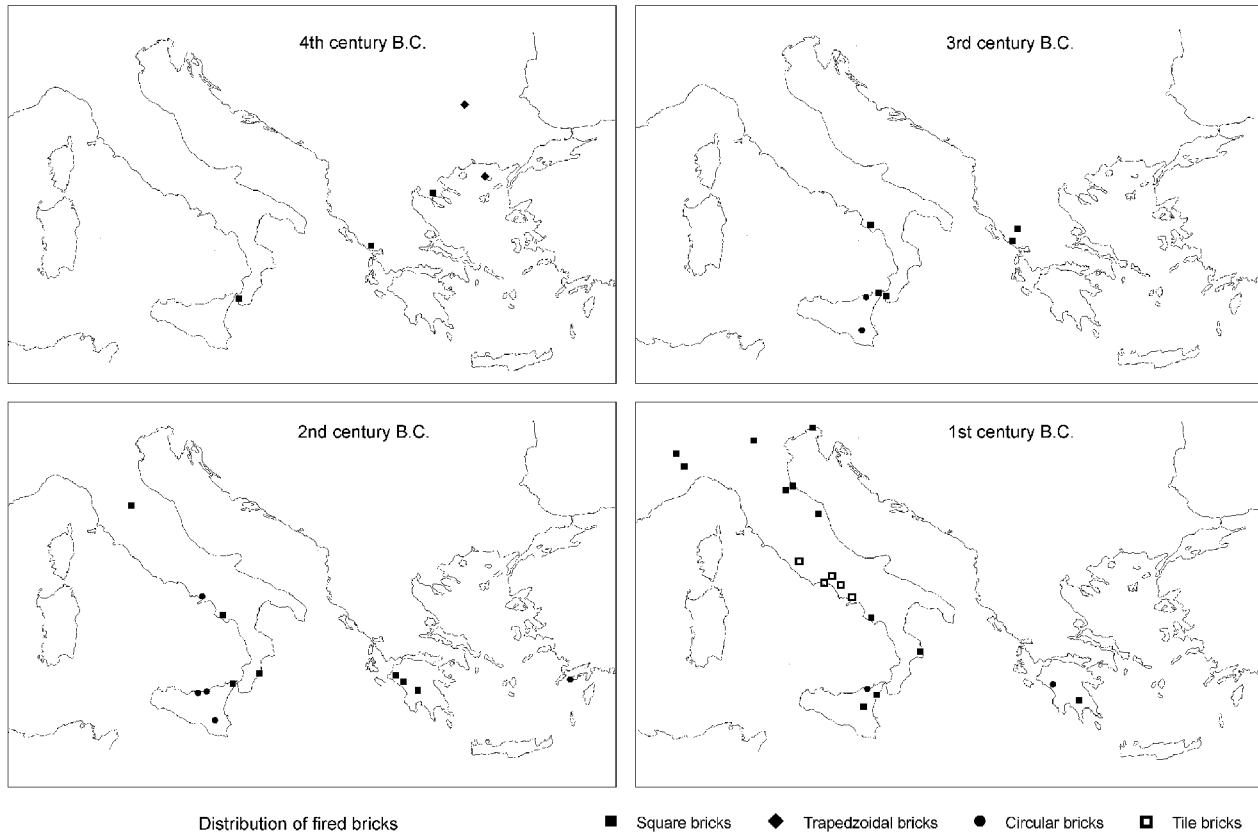 4th century B.C.
3rd century B.C.
2nd century B.C.
1st century B.C.
Distribution of fired bricks
Square bricks
Trapedzoidal bricks
Circular bricks
Tile bricks